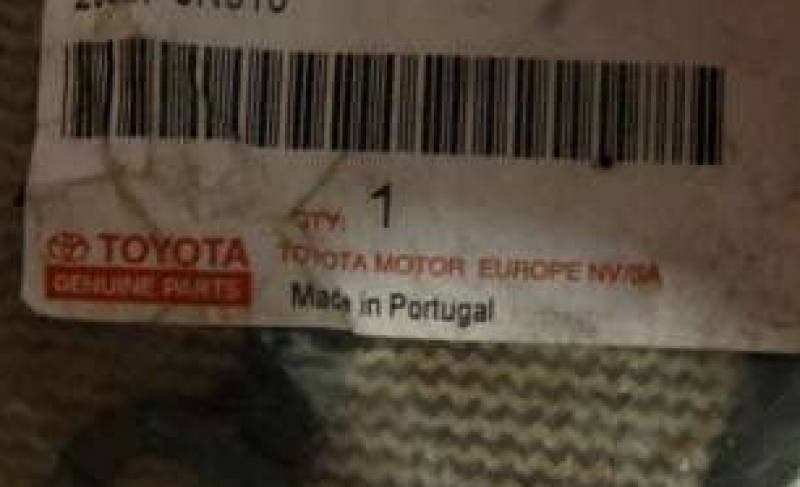 QTY: 1
TOYOTA
GENUINE PARTS
TOYOTA MOTOR EUROPE NV/SA
Made in Portugal